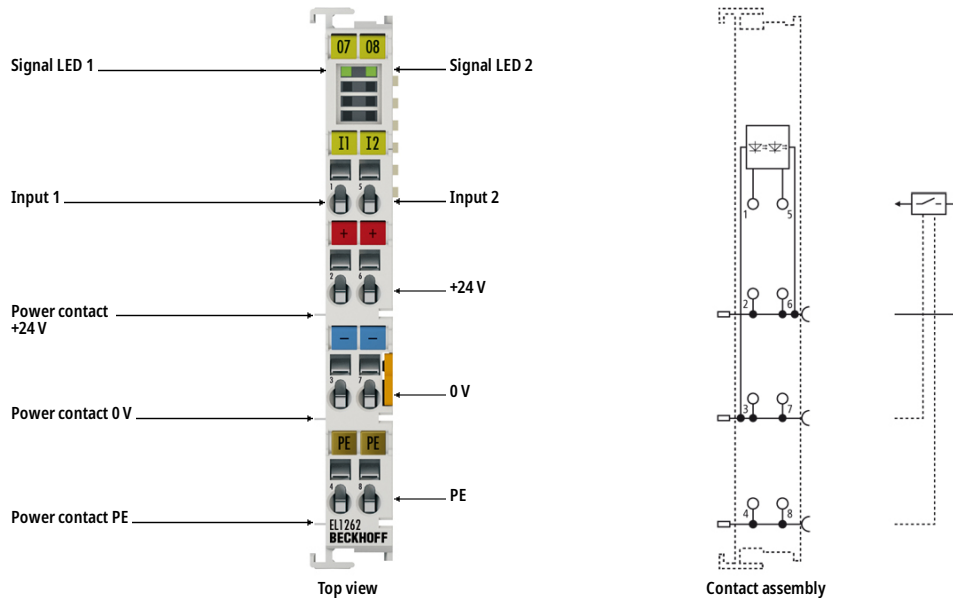 07 08
Signal LED 1
Signal LED 2
I1 I2
1 5
Input 1
Input 2
+ +
2 6
+24 V
Power contact
+24 V
− −
3 7
0 V
Power contact 0 V
PE PE
4 8
PE
Power contact PE
EL1262
BECKHOFF
Top view
1 5
2 6
3 7
4 8
Contact assembly